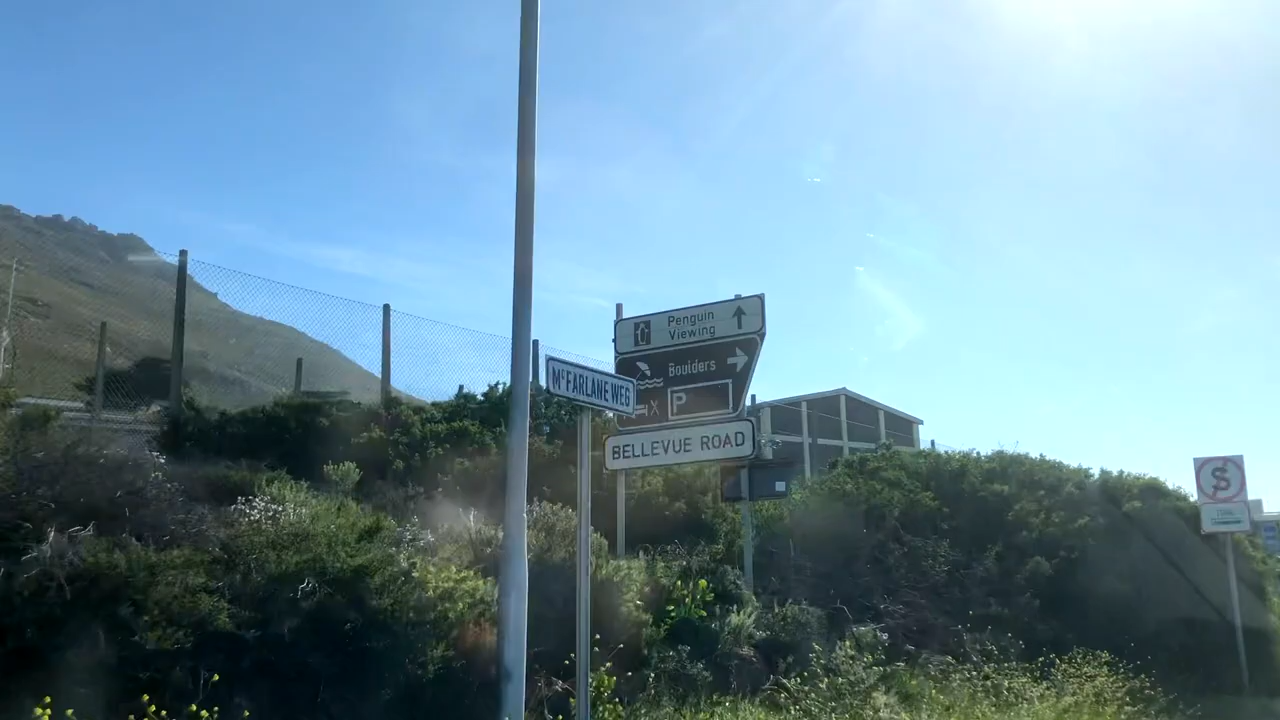 Penguin
Viewing
Boulders
P
McFARLANE WEG
BELLEVUE ROAD
S